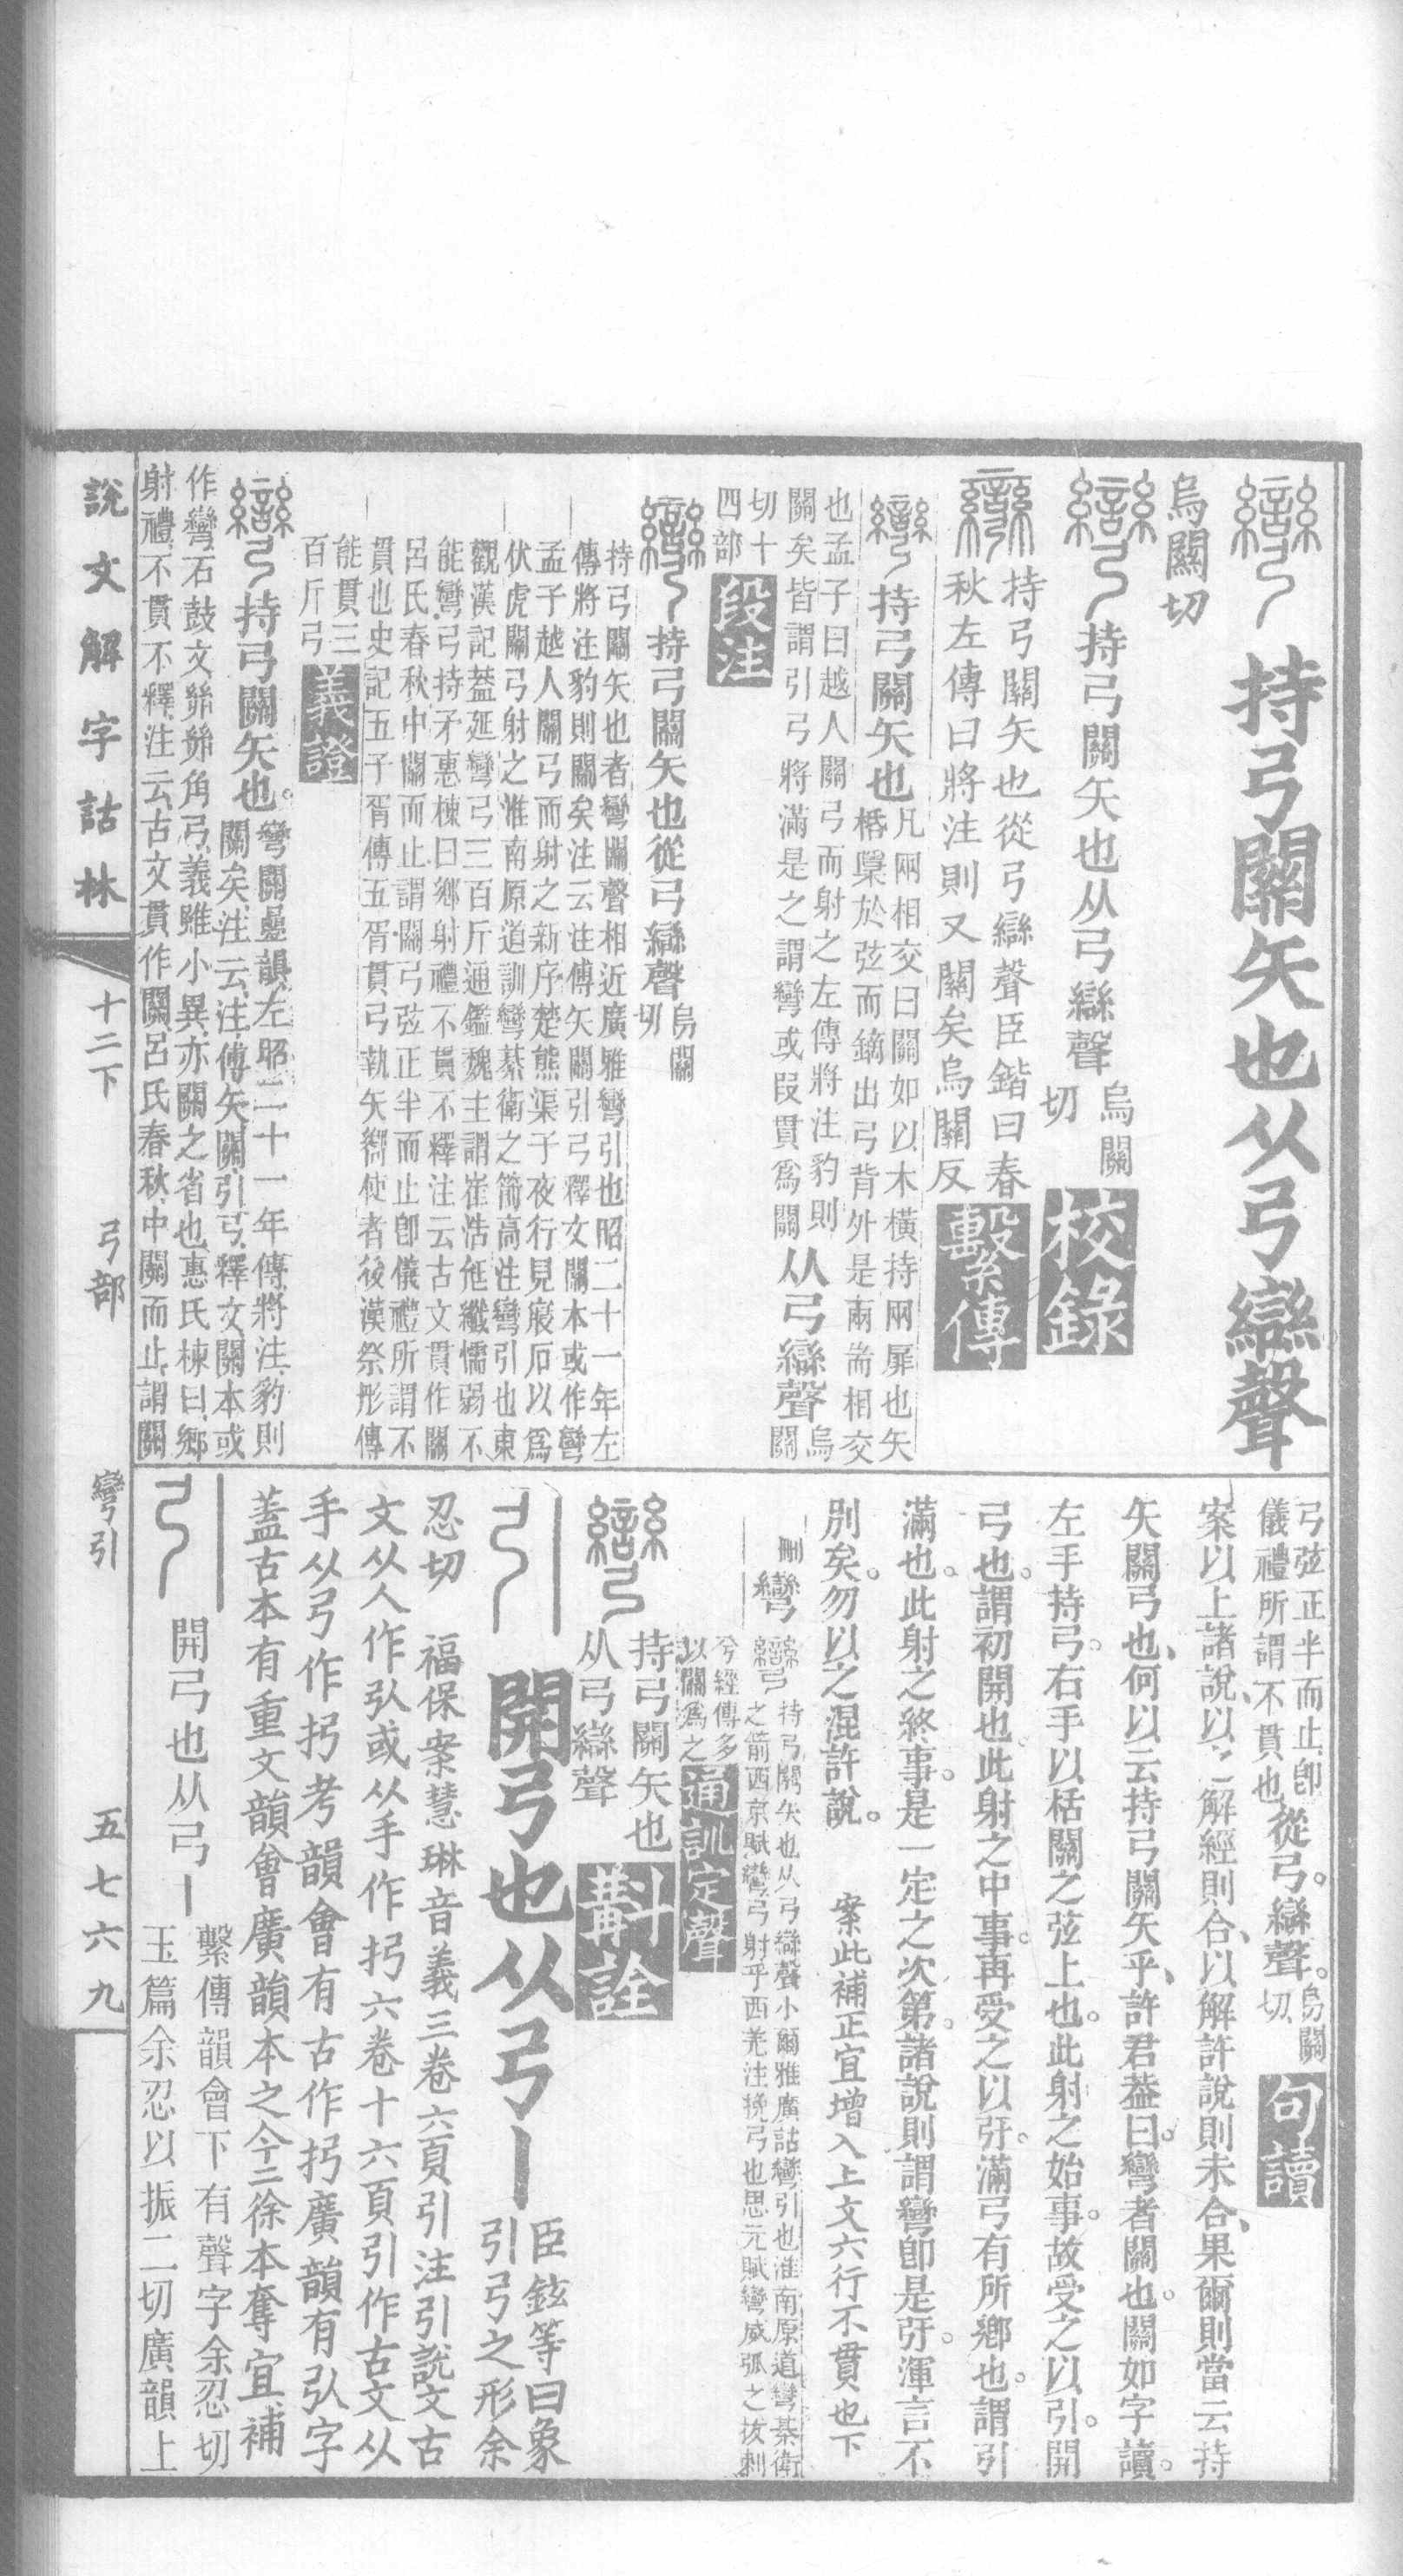 彎 持弓關矢也从弓䜌聲
烏關切
彎 持弓關矢也从弓䜌聲 烏關切 校錄
彎 持弓關矢也從弓䜌聲臣鍇曰春
秋左傳曰將注則又關矣烏關反 繫傳
彎 持弓關矢也 凡兩相交曰關如以木橫持兩扉也矢
桰檃於弦而鏑出弓背外是兩耑相交
也孟子曰越人關弓而射之左傳將注豹則
關矣皆謂引弓將滿是之謂彎或叚貫爲關 从弓䜌聲 烏關
切十
四部 段注
彎 持弓關矢也從弓䜌聲 烏關切
持弓關矢也者彎關聲相近廣雅彎引也昭二十一年左
傳將注豹則關矣注云注傅矢關引弓釋文關本或作彎
孟子越人關弓而射之新序楚熊渠子夜行見寢石以爲
伏虎關弓射之淮南原道訓彎棊衛之箭高注彎引也東
觀漢記蓋延彎弓三百斤通鑑魏主謂崔浩尫纖懦弱不
能彎弓持矛惠棟曰鄉射禮不貫不釋注云古文貫作關
呂氏春秋中關而止謂關弓弦正半而止卽儀禮所謂不
貫也史記五子胥傳五胥貫弓執矢嚮使者後漢祭肜傳
能貫三
百斤弓 義證
彎 持弓關矢也。彎關疊韻、左昭二十一年傳、將注、豹則
關矣、注云、注、傅矢、關、引弓、釋文、關本或
作彎、石鼓文、𢇇𢇇角弓、義雖小異、亦關之省也、惠氏棟曰、鄉
射禮、不貫不釋、注云、古文貫作關、呂氏春秋、中關而止、謂關
弓弦正半而止、卽
儀禮所謂不貫也 從弓。䜌聲。烏關切、 句讀
案以上諸說、以之解經則合、以解許說則未合、果爾則當云持
矢關弓也、何以云持弓關矢乎、許君葢曰。彎者關也。關如字讀。
左手持弓。右手以栝關之弦上也。此射之始事。故受之以引。開
弓也。謂初開也。此射之中事。再受之以弙。滿弓有所鄉也。謂引
滿也。此射之終事。是一定之次第。諸說則謂彎卽是弙。渾言不
別矣。勿以之混許說。 案此補正宜增入上文六行不貫也下
刪 彎 彎 持弓關矢也从弓䜌聲小爾雅廣詁彎引也淮南原道彎棊衛
之箭西京賦彎弓射乎西羌注挽弓也思元賦彎威弧之拔剌
兮經傳多
以關爲之 通訓定聲
彎 持弓關矢也
从弓䜌聲 斠詮
引 開弓也从弓丨 臣鉉等曰象
引弓之形余
忍切 福保案慧琳音義三卷六頁引注引說文古
文从人作弘或从手作扝六卷十六頁引作古文从
手从弓作扝考韻會有古作扝廣韻有弘字
蓋古本有重文韻會廣韻本之今二徐本奪宜補
引 開弓也从弓丨 繫傳韻會下有聲字余忍切
玉篇余忍以振二切廣韻上
說文解字詁林 十二下 弓部 彎引 五七六九